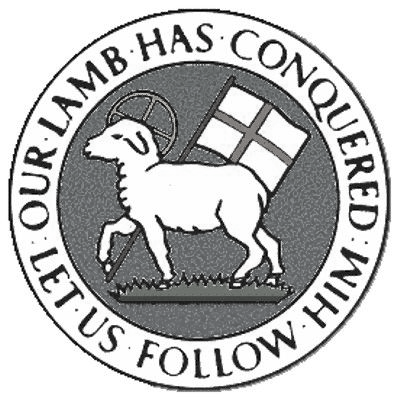 OUR · LAMB · HAS · CONQUERED
LET · US · FOLLOW · HIM